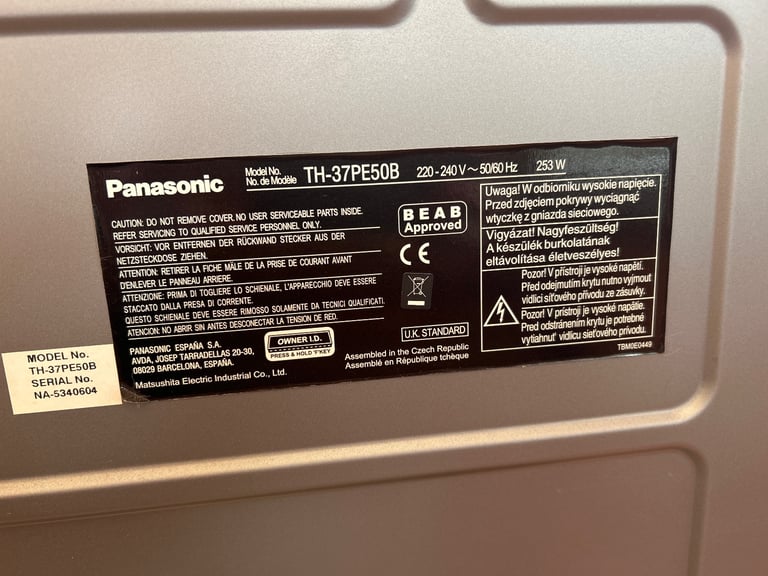 Panasonic
Model No.
No. de Modèle
TH-37PE50B
220 - 240 V ~ 50/60 Hz
253 W
CAUTION: DO NOT REMOVE COVER. NO USER SERVICEABLE PARTS INSIDE.
REFER SERVICING TO QUALIFIED SERVICE PERSONNEL ONLY.
VORSICHT: VOR ENTFERNEN DER RÜCKWAND STECKER AUS DER
NETZSTECKDOSE ZIEHEN.
ATTENTION: RETIRER LA FICHE MÂLE DE LA PRISE DE COURANT AVANT
D'ENLEVER LE PANNEAU ARRIERE.
ATTENZIONE: PRIMA DI TOGLIERE LO SCHIENALE, L'APPARECCHIO DEVE ESSERE
STACCATO DALLA PRESA DI CORRENTE.
QUESTO SCHIENALE DEVE ESSERE RIMOSSO SOLAMENTE DA TECNICI QUALIFICATI.
ATENCION: NO ABRIR SIN ANTES DESCONECTAR LA TENSION DE RED.
PANASONIC ESPAÑA S.A.
AVDA, JOSEP TARRADELLAS 20-30,
08029 BARCELONA, ESPAÑA.
Matsushita Electric Industrial Co., Ltd.
OWNER I.D.
PRESS & HOLD 'F'KEY
BEAB
Approved
CE
U.K. STANDARD
Assembled in the Czech Republic
Assemblé en République tchèque
Uwaga! W odbiorniku wysokie napięcie.
Przed zdjęciem pokrywy wyciągnąć
wtyczkę z gniazda sieciowego.
Vigyázat! Nagyfeszültség!
A készülék burkolatának
eltávolítása életveszélyes!
Pozor! V přístroji je vysoké napětí.
Před odejmutím krytu nutno vyjmout
vidlici síťového přívodu ze zásuvky.
Pozor! V prístroji je vysoké napätie.
Pred odstránením krytu je potrebné
vytiahnuť vidlicu sieťového prívodu.
TBM0E0449
MODEL No.
TH-37PE50B
SERIAL No.
NA-5340604